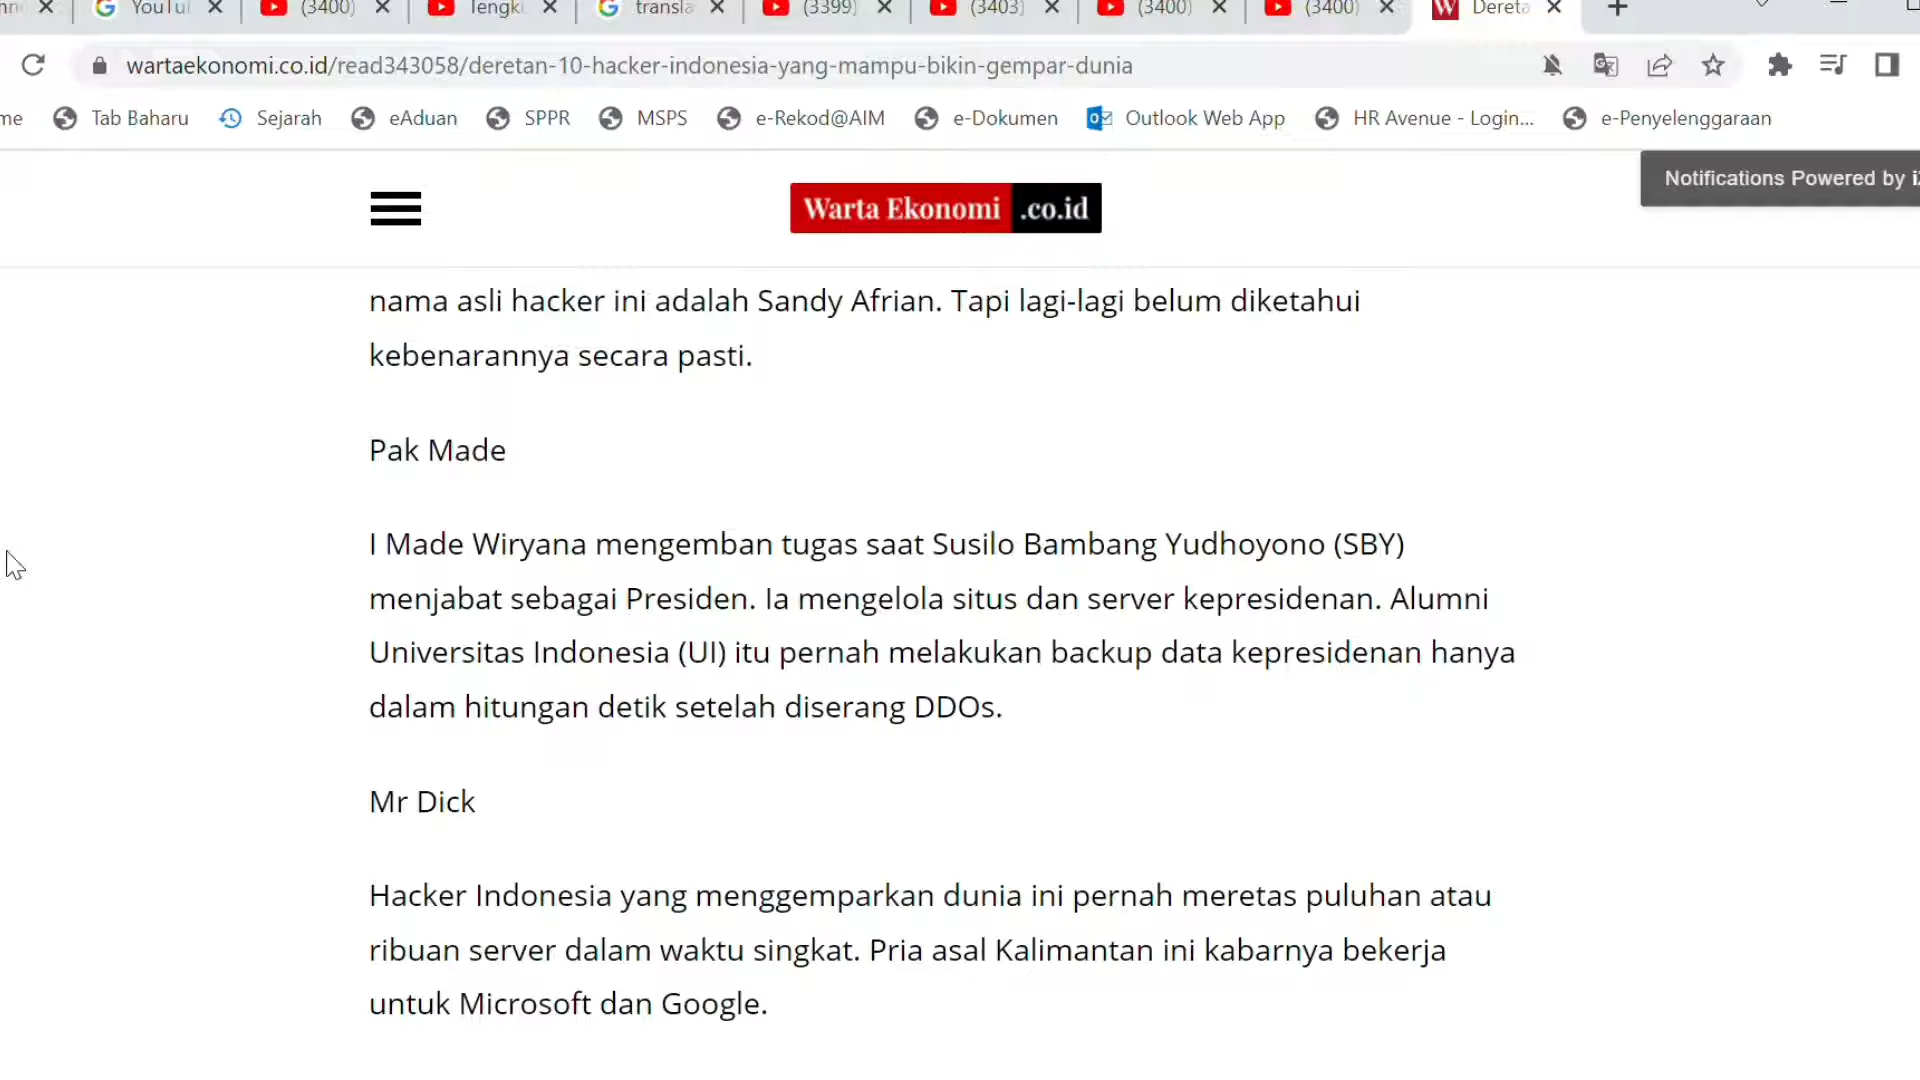 YouTu
(3400)
lengk
transla
(3399)
(3403)
(3400)
(3400)
Dereta
wartaekonomi.co.id/read343058/deretan-10-hacker-indonesia-yang-mampu-bikin-gempar-dunia
me Tab Baharu Sejarah eAduan SPPR MSPS e-Rekod@AIM e-Dokumen Outlook Web App HR Avenue - Login... e-Penyelenggaraan
Notifications Powered by
Warta Ekonomi .co.id
nama asli hacker ini adalah Sandy Afrian. Tapi lagi-lagi belum diketahui
kebenarannya secara pasti.
Pak Made
I Made Wiryana mengemban tugas saat Susilo Bambang Yudhoyono (SBY)
menjabat sebagai Presiden. Ia mengelola situs dan server kepresidenan. Alumni
Universitas Indonesia (UI) itu pernah melakukan backup data kepresidenan hanya
dalam hitungan detik setelah diserang DDOs.
Mr Dick
Hacker Indonesia yang menggemparkan dunia ini pernah meretas puluhan atau
ribuan server dalam waktu singkat. Pria asal Kalimantan ini kabarnya bekerja
untuk Microsoft dan Google.